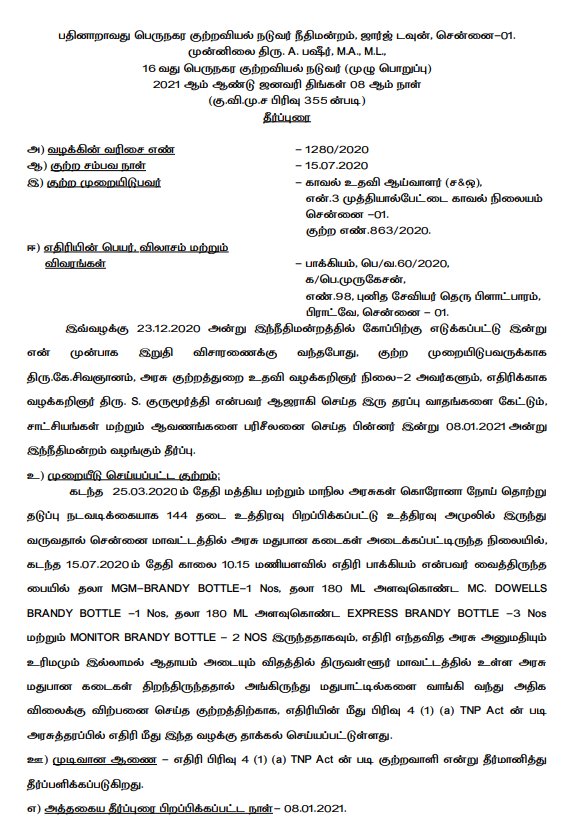 பதினாறாவது பெருநகர குற்றவியல் நடுவர் நீதிமன்றம், ஜார்ஜ் டவுன், சென்னை–01.
முன்னிலை திரு. A. பஷீர், M.A., M.L.,
16 வது பெருநகர குற்றவியல் நடுவர் (முழு பொறுப்பு)
2021 ஆம் ஆண்டு ஜனவரி திங்கள் 08 ஆம் நாள்
(கு.வி.மு.ச பிரிவு 355 ன்படி)
தீர்ப்புரை
அ) வழக்கின் வரிசை எண் – 1280/2020
ஆ) குற்ற சம்பவ நாள் – 15.07.2020
இ) குற்ற முறையிடுபவர் – காவல் உதவி ஆய்வாளர் (ச&ஒ),
என்.3 முத்தியால்பேட்டை காவல் நிலையம்
சென்னை –01.
குற்ற எண்.863/2020.
ஈ) எதிரியின் பெயர், விலாசம் மற்றும்
விவரங்கள் – பாக்கியம், பெ/வ.60/2020,
க/பெ.முருகேசன்,
எண்.98, புனித சேவியர் தெரு பிளாட்பாரம்,
பிராட்வே, சென்னை – 01.
இவ்வழக்கு 23.12.2020 அன்று இந்நீதிமன்றத்தில் கோப்பிற்கு எடுக்கப்பட்டு இன்று
என் முன்பாக இறுதி விசாரணைக்கு வந்தபோது, குற்ற முறையிடுபவருக்காக
திரு.கே.சிவஞானம், அரசு குற்றத்துறை உதவி வழக்கறிஞர் நிலை–2 அவர்களும், எதிரிக்காக
வழக்கறிஞர் திரு. S. குருமூர்த்தி என்பவர் ஆஜராகி செய்த இரு தரப்பு வாதங்களை கேட்டும்,
சாட்சியங்கள் மற்றும் ஆவணங்களை பரிசீலனை செய்த பின்னர் இன்று 08.01.2021 அன்று
இந்நீதிமன்றம் வழங்கும் தீர்ப்பு.
உ) முறையீடு செய்யப்பட்ட குற்றம்;
கடந்த 25.03.2020 ம் தேதி மத்திய மற்றும் மாநில அரசுகள் கொரோனா நோய் தொற்று
தடுப்பு நடவடிக்கையாக 144 தடை உத்திரவு பிறப்பிக்கப்பட்டு உத்திரவு அமுலில் இருந்து
வருவதால் சென்னை மாவட்டத்தில் அரசு மதுபான கடைகள் அடைக்கப்பட்டிருந்த நிலையில்,
கடந்த 15.07.2020 ம் தேதி காலை 10.15 மணியளவில் எதிரி பாக்கியம் என்பவர் வைத்திருந்த
பையில் தலா MGM–BRANDY BOTTLE–1 Nos, தலா 180 ML அளவுகொண்ட MC. DOWELLS
BRANDY BOTTLE –1 Nos, தலா 180 ML அளவுகொண்ட EXPRESS BRANDY BOTTLE –3 Nos
மற்றும் MONITOR BRANDY BOTTLE – 2 NOS இருந்ததாகவும், எதிரி எந்தவித அரசு அனுமதியும்
உரிமமும் இல்லாமல் ஆதாயம் அடையும் விதத்தில் திருவள்ளூர் மாவட்டத்தில் உள்ள அரசு
மதுபான கடைகள் திறந்திருந்ததால் அங்கிருந்து மதுபாட்டில்களை வாங்கி வந்து அதிக
விலைக்கு விற்பனை செய்த குற்றத்திற்காக, எதிரியின் மீது பிரிவு 4 (1) (a) TNP Act ன் படி
அரசுத்தரப்பில் எதிரி மீது இந்த வழக்கு தாக்கல் செய்யப்பட்டுள்ளது.
ஊ) முடிவான ஆணை – எதிரி பிரிவு 4 (1) (a) TNP Act ன் படி குற்றவாளி என்று தீர்மானித்து
தீர்ப்பளிக்கப்படுகிறது.
எ) அத்தகைய தீர்ப்புரை பிறப்பிக்கப்பட்ட நாள்– 08.01.2021.